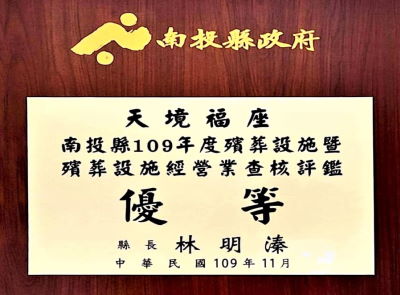 南投縣政府
天境福座
南投縣109年度殯葬設施暨
殯葬設施經營業查核評鑑
優等
縣長 林明溱
中華民國109年11月